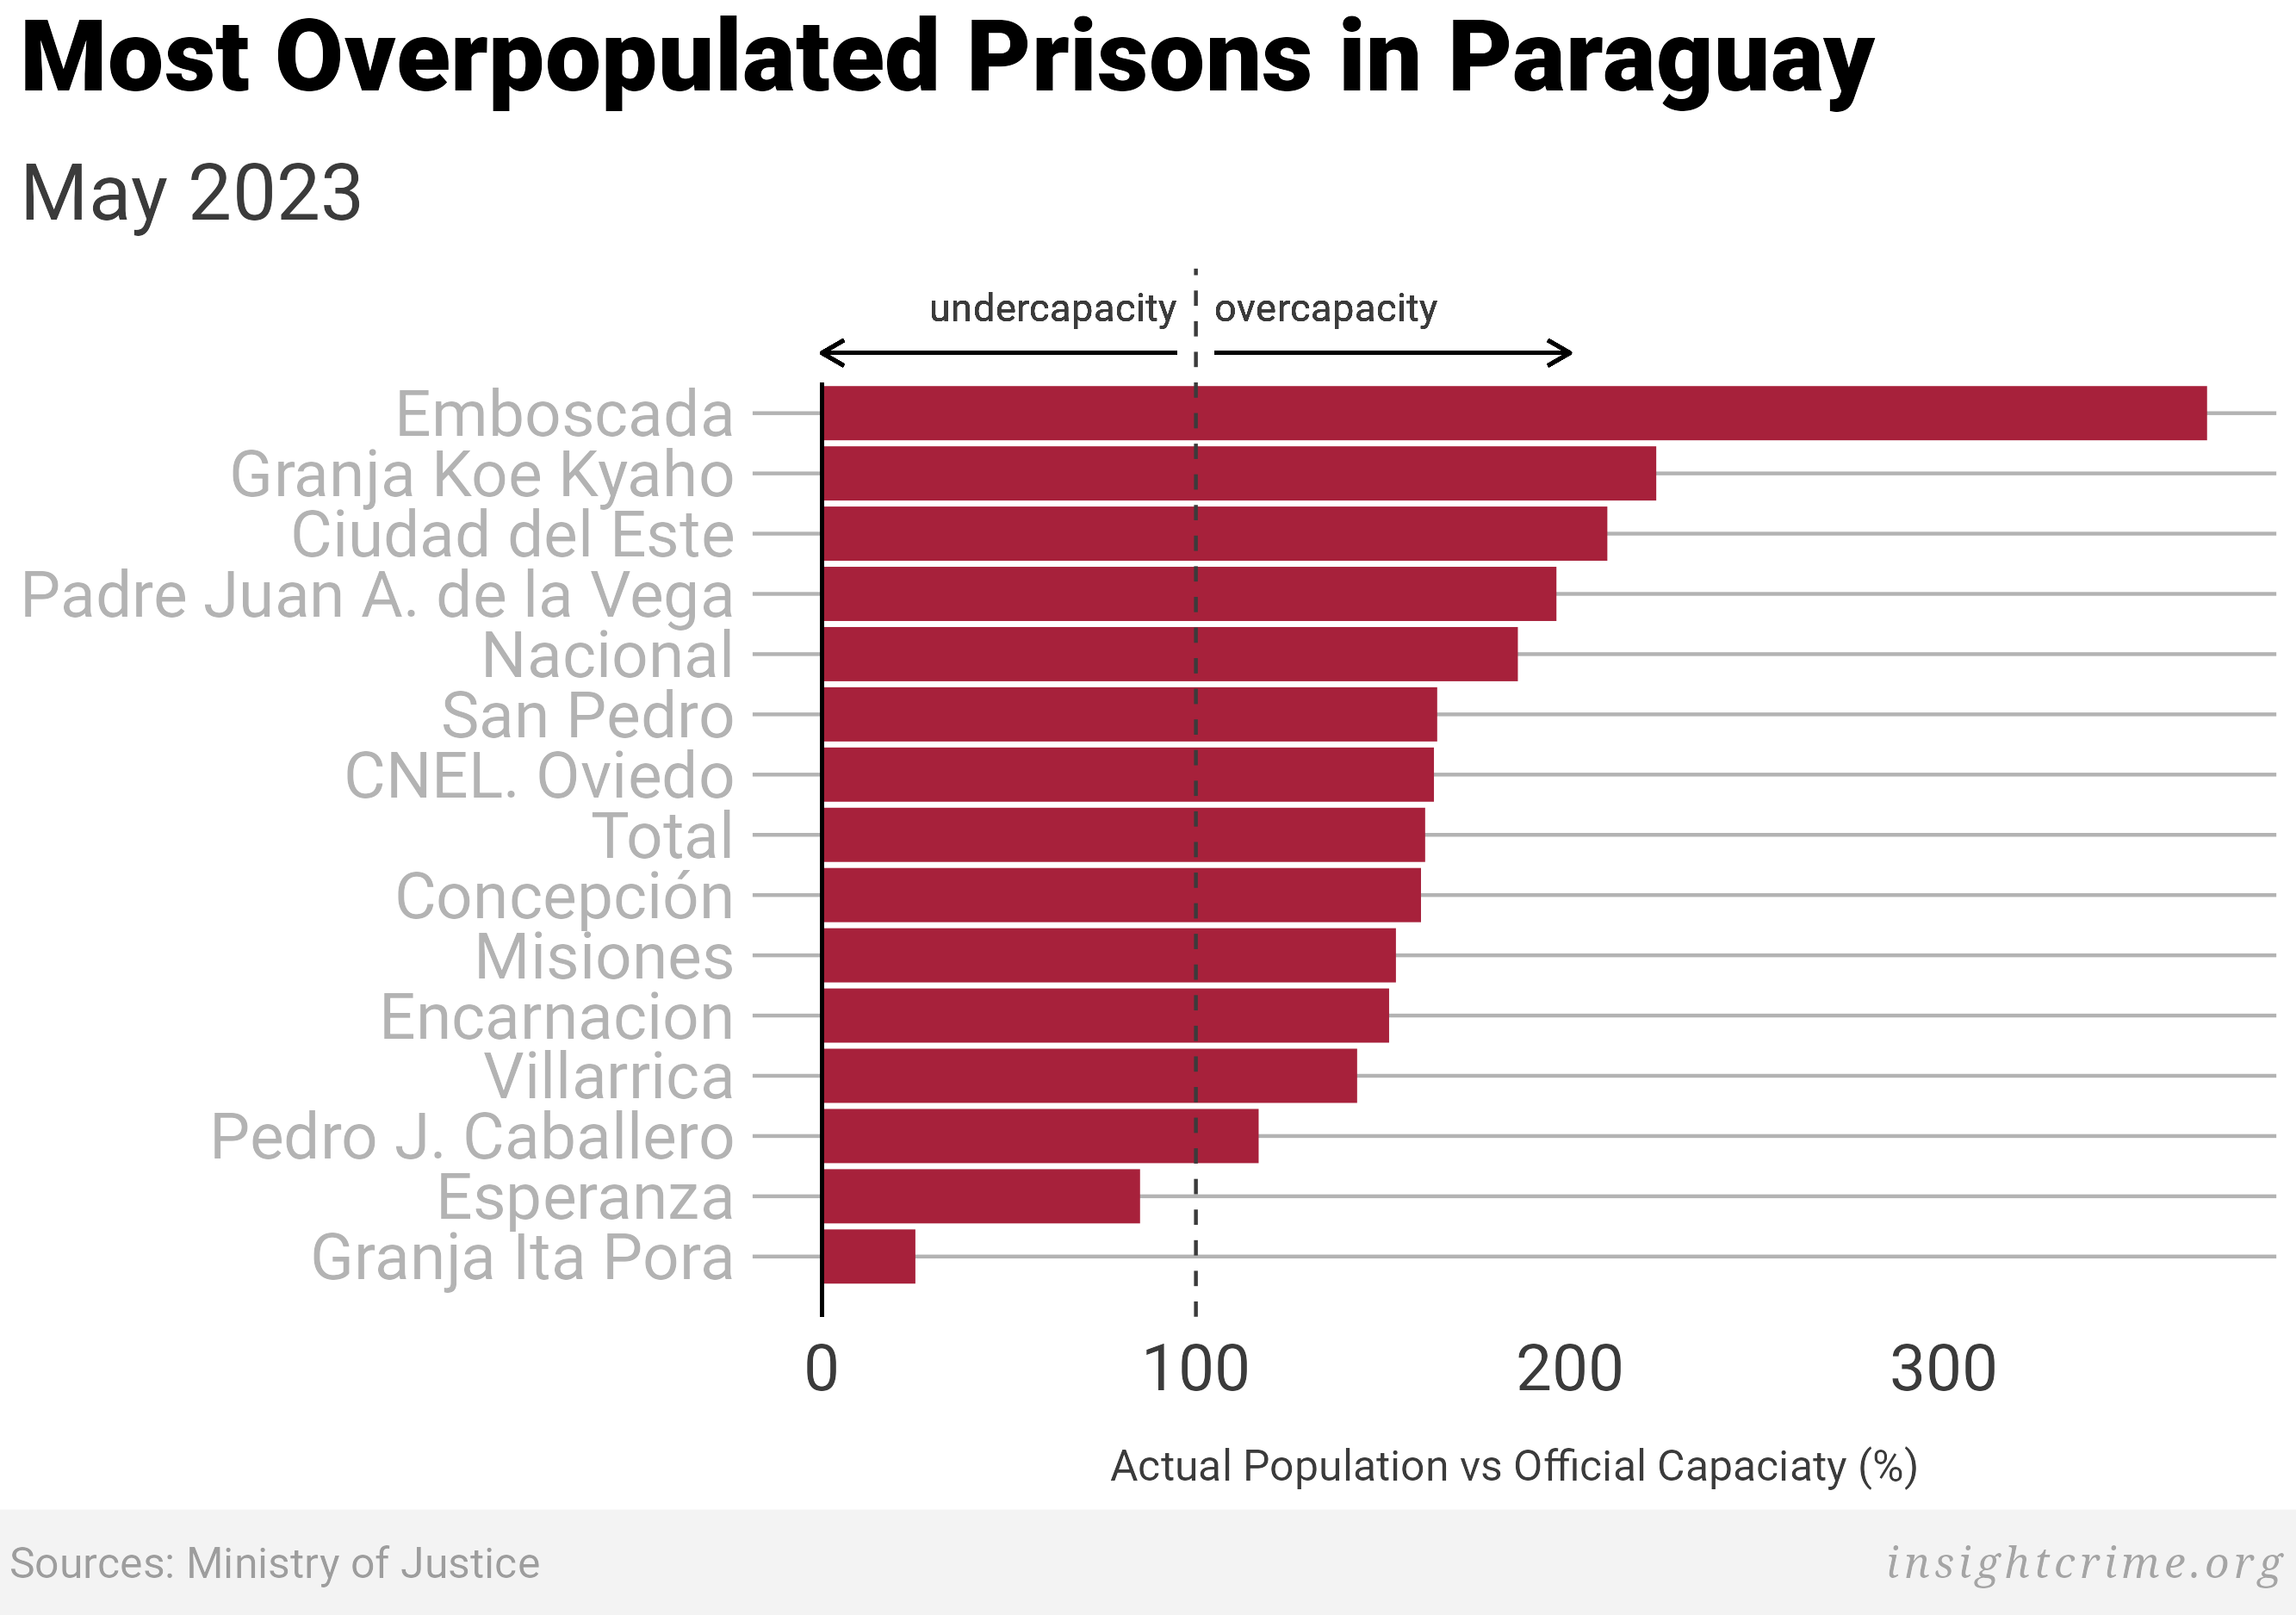 Most Overpopulated Prisons in Paraguay
May 2023
undercapacity overcapacity
Emboscada
Granja Koe Kyaho
Ciudad del Este
Padre Juan A. de la Vega
Nacional
San Pedro
CNEL. Oviedo
Total
Concepción
Misiones
Encarnacion
Villarrica
Pedro J. Caballero
Esperanza
Granja Ita Pora
0 100 200 300
Actual Population vs Official Capaciaty (%)
Sources: Ministry of Justice
insightcrime.org